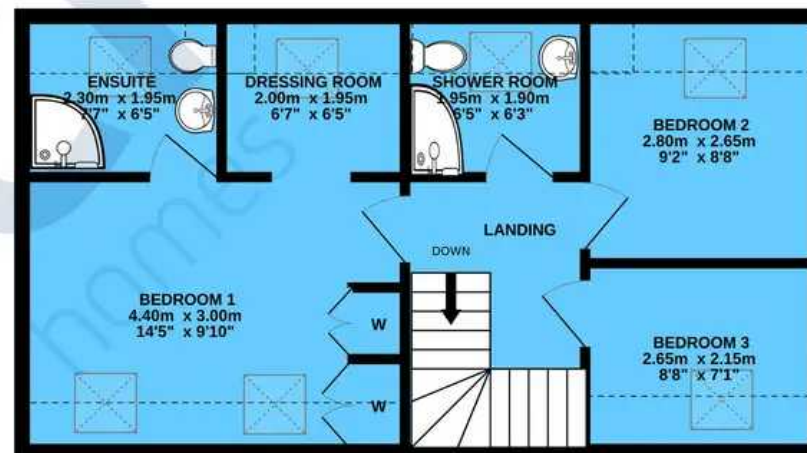 ENSUITE
2.30m x 1.95m
7'7" x 6'5"
DRESSING ROOM
2.00m x 1.95m
6'7" x 6'5"
SHOWER ROOM
1.95m x 1.90m
6'5" x 6'3"
BEDROOM 2
2.80m x 2.65m
9'2" x 8'8"
LANDING
DOWN
BEDROOM 1
4.40m x 3.00m
14'5" x 9'10"
W
W
BEDROOM 3
2.65m x 2.15m
8'8" x 7'1"
homes